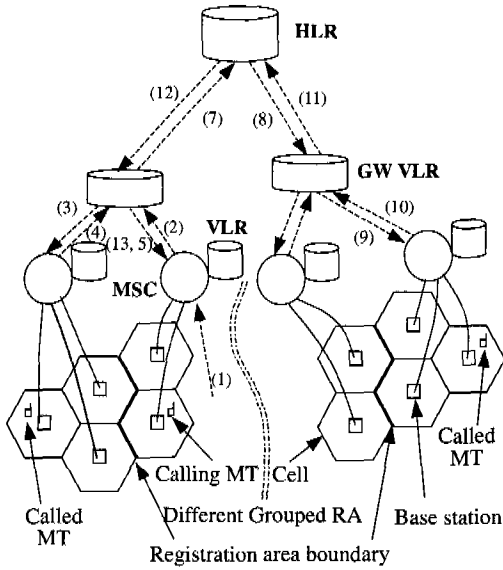 HLR
(12)
(7)
(8)
(11)
GW VLR
(3)
(4)
(13, 5)
(2)
VLR
(9)
(10)
MSC
(1)
Calling MT
Cell
Called
MT
Called
MT
Different Grouped RA
Base station
Registration area boundary